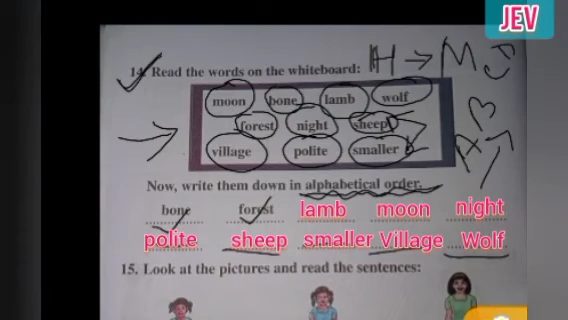 JEV
H → M
14. Read the words on the whiteboard:
moon bone lamb wolf
forest night sheep
village polite smaller
Now, write them down in alphabetical order.
bone forest lamb moon night
polite sheep smaller Village Wolf
15. Look at the pictures and read the sentences: